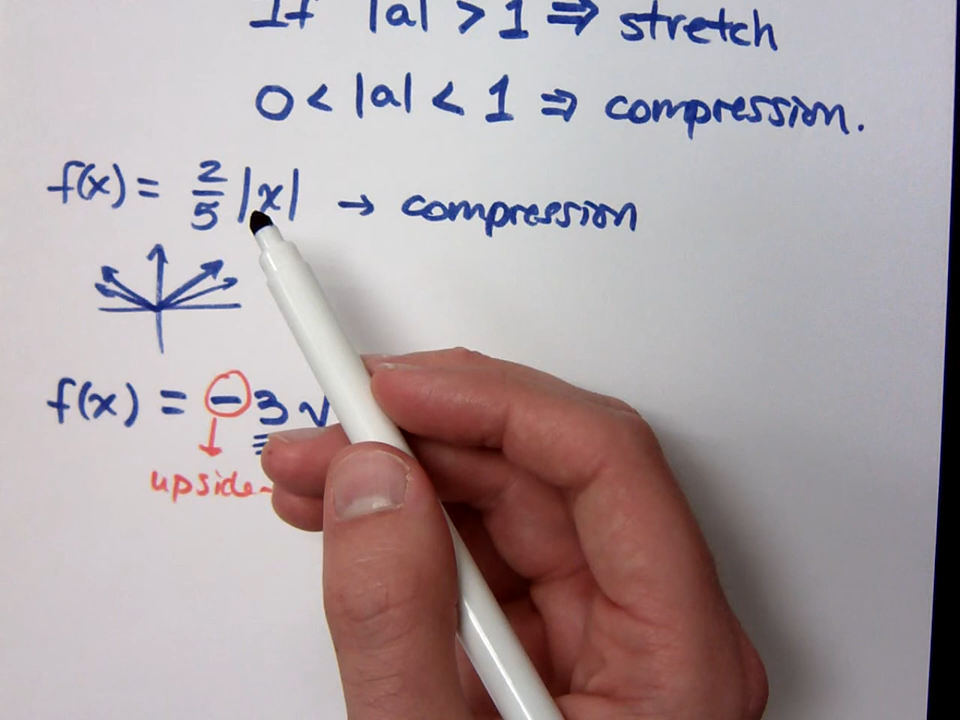 If |a| > 1 ⇒ stretch
0 < |a| < 1 ⇒ compression.
f(x) = 2/5 |x| → compression
f(x) = -3√
upside-